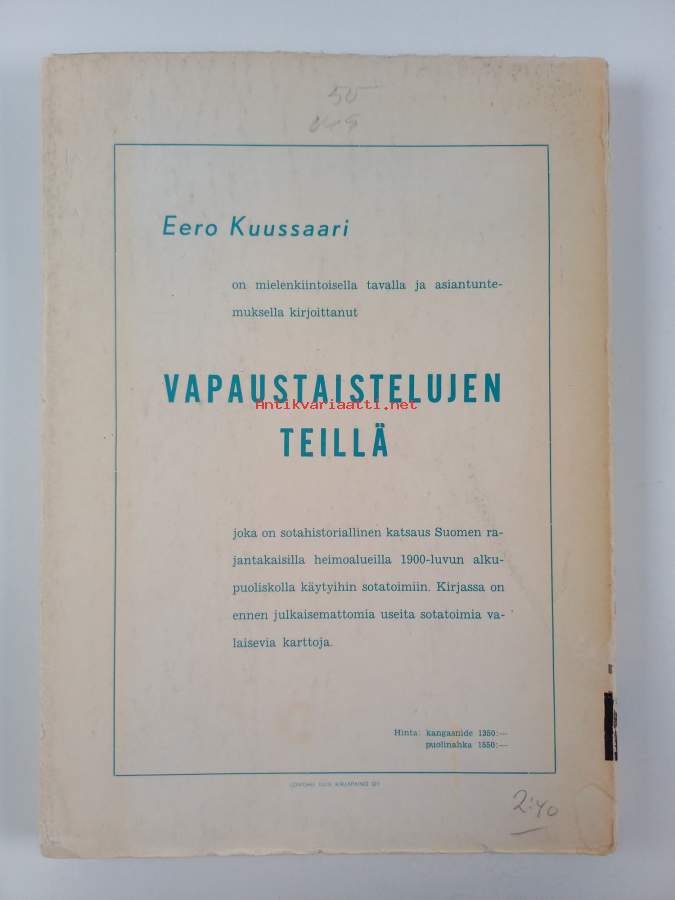 50
Eero Kuussaari
on mielenkiintoisella tavalla ja asiantunte-
muksella kirjoittanut
VAPAUSTAISTELUJEN
Antikvariaatti.net
TEILLÄ
joka on sotahistoriallinen katsaus Suomen ra-
jantakaisilla heimoalueilla 1900-luvun alku-
puoliskolla käytyihin sotatoimiin. Kirjassa on
ennen julkaisemattomia useita sotatoimia va-
laisevia karttoja.
Hinta: kangasnide 1350:—
puolinahka 1550:—
2:40